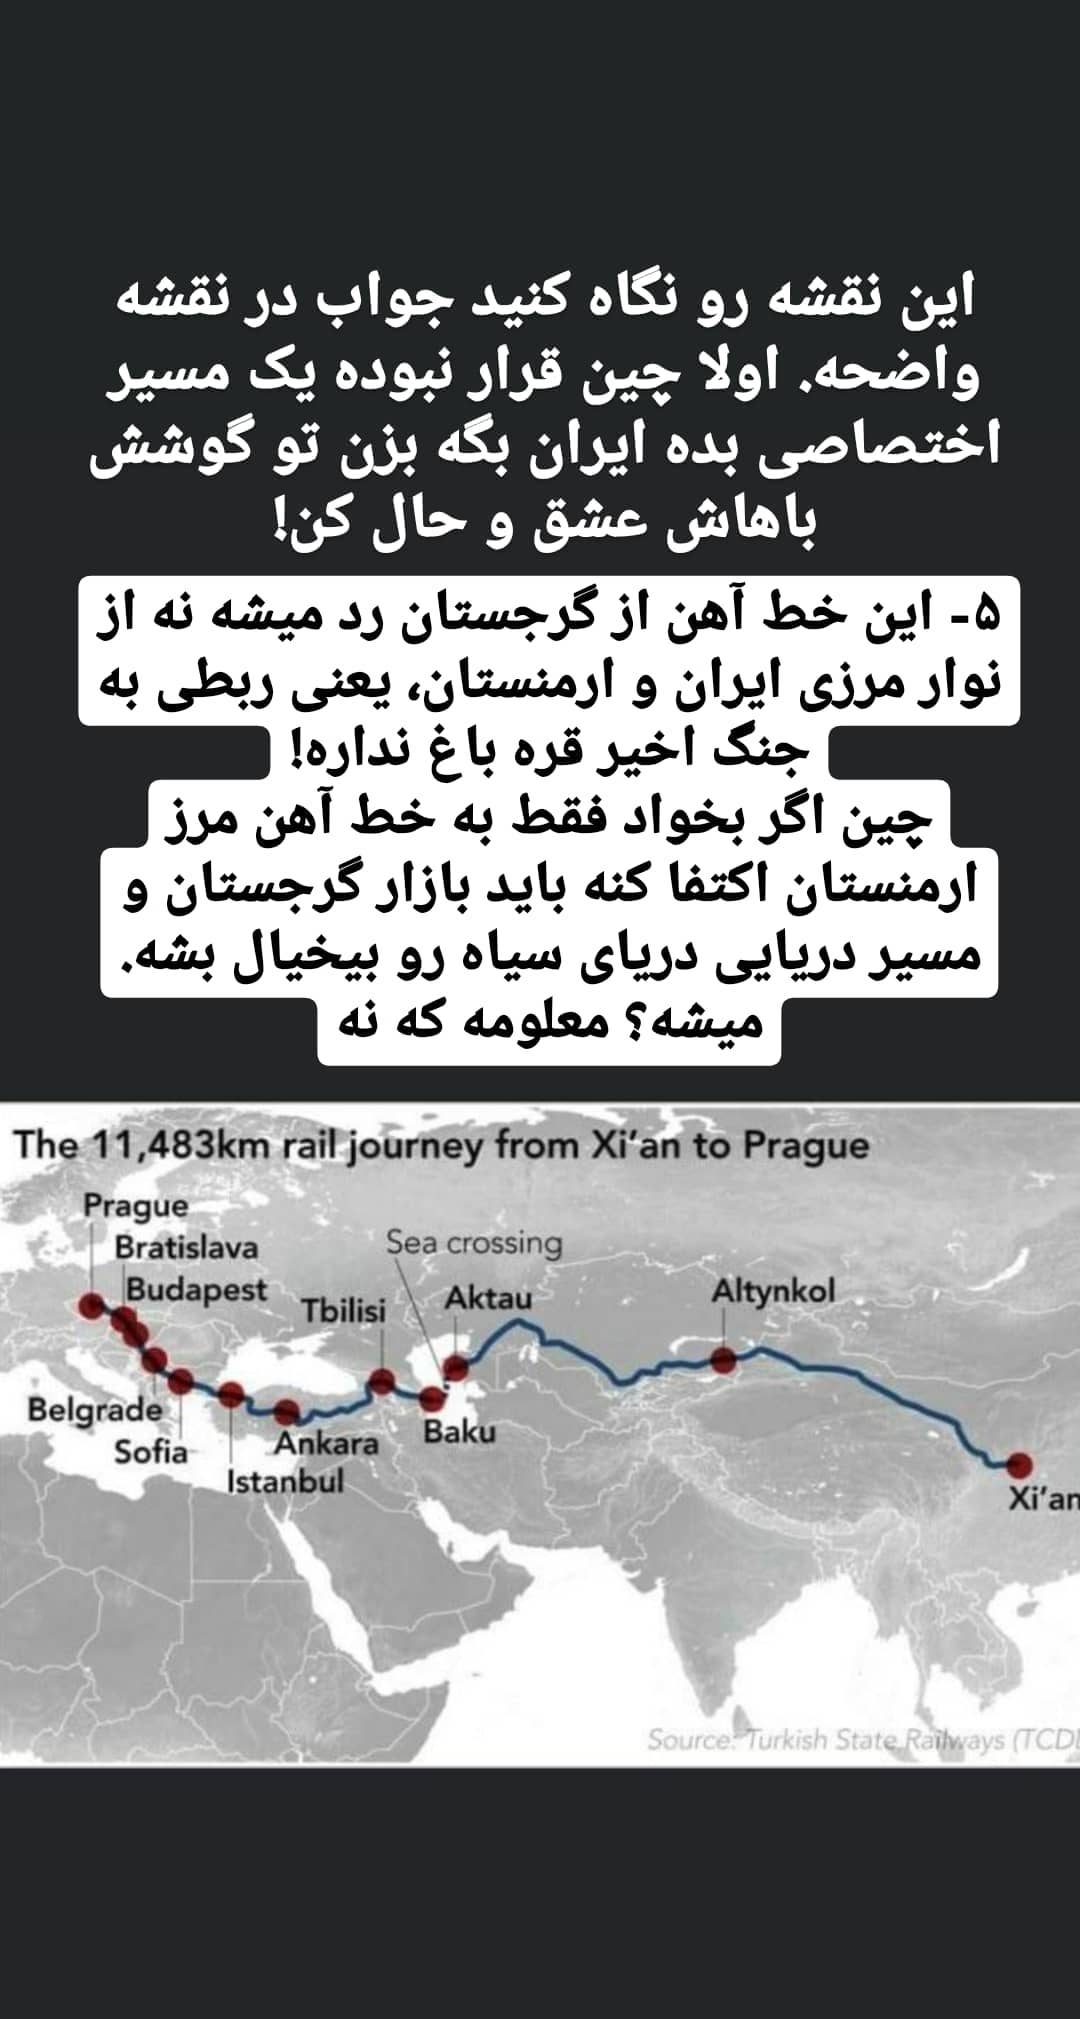 این نقشه رو نگاه کنید جواب در نقشه
واضحه. اولا چین قرار نبوده یک مسیر
اختصاصی بده ایران بگه بزن تو گوشش
باهاش عشق و حال کن!
۵- این خط آهن از گرجستان رد میشه نه از
نوار مرزی ایران و ارمنستان، یعنی ربطی به
جنگ اخیر قره باغ نداره!
چین اگر بخواد فقط به خط آهن مرز
ارمنستان اکتفا کنه باید بازار گرجستان و
مسیر دریایی دریای سیاه رو بیخیال بشه.
میشه؟ معلومه که نه
The 11,483km rail journey from Xi’an to Prague
Prague
Bratislava
Budapest
Tbilisi
Sea crossing
Aktau
Altynkol
Belgrade
Sofia
Istanbul
Ankara
Baku
Xi’an
Source: Turkish State Railways (TCD